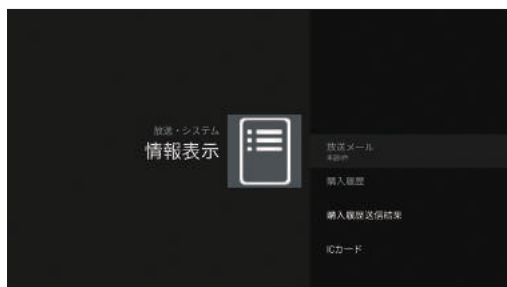 放送・システム
情報表示
放送メール
購入履歴
購入履歴送信結果
ICカード